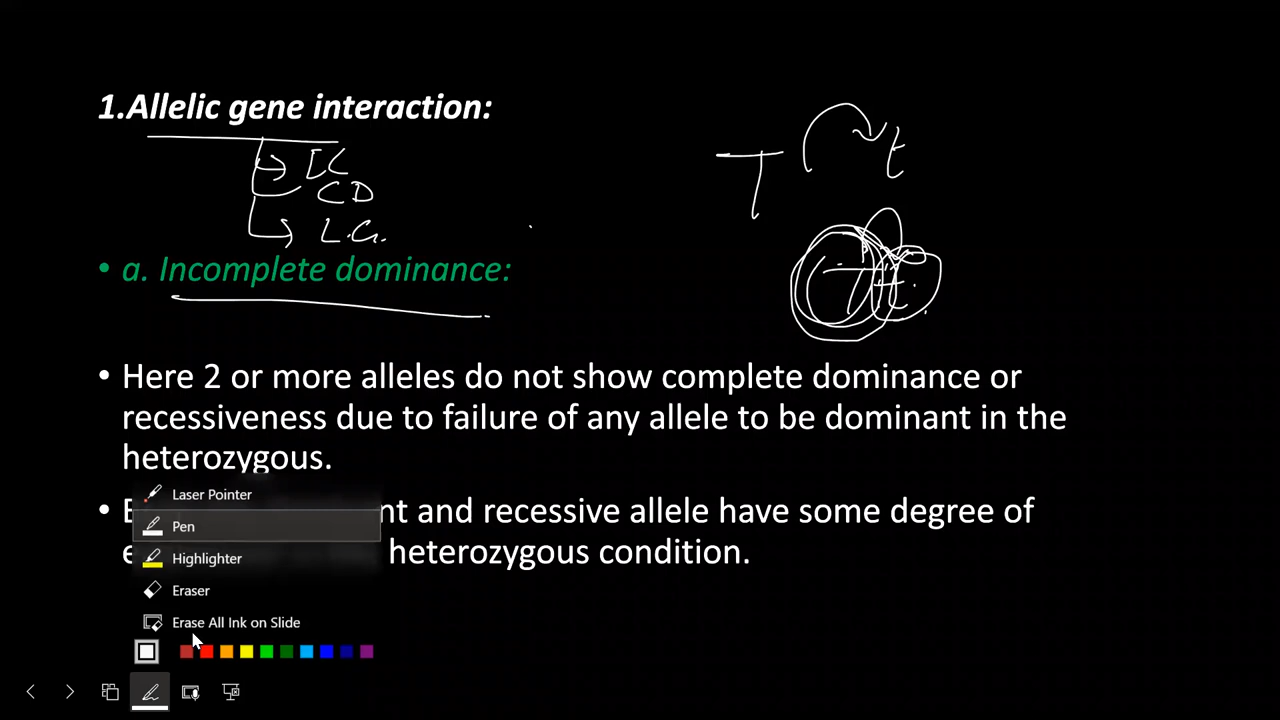 1.Allelic gene interaction:
T t
IC
CD
L.G.
• a. Incomplete dominance:
T t
• Here 2 or more alleles do not show complete dominance or
recessiveness due to failure of any allele to be dominant in the
heterozygous.
Laser Pointer
• nt and recessive allele have some degree of
Pen
heterozygous condition.
Highlighter
Eraser
Erase All Ink on Slide